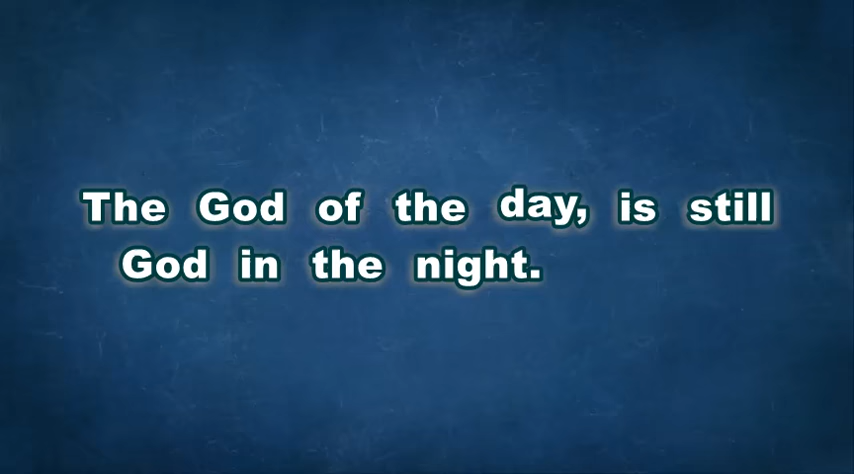 The God of the day, is still
God in the night.